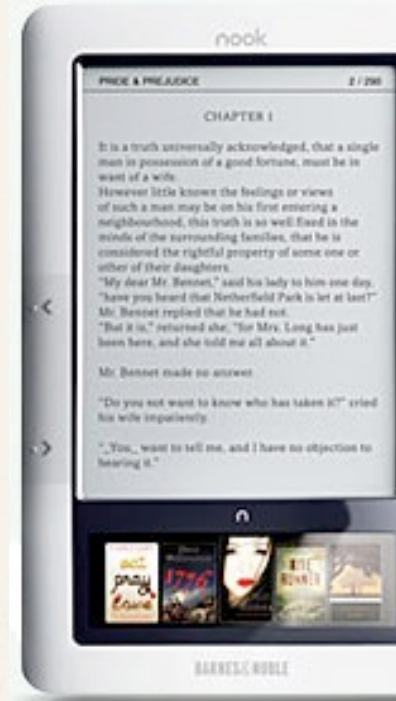 nook
PRIDE & PREJUDICE 2 / 290
CHAPTER 1
It is a truth universally acknowledged, that a single
man in possession of a good fortune, must be in
want of a wife.
However little known the feelings or views
of such a man may be on his first entering a
neighbourhood, this truth is so well fixed in the
minds of the surrounding families, that he is
considered the rightful property of some one or
other of their daughters.
"My dear Mr. Bennet," said his lady to him one day,
"have you heard that Netherfield Park is let at last?"
Mr. Bennet replied that he had not.
"But it is," returned she; "for Mrs. Long has just
been here, and she told me all about it."
Mr. Bennet made no answer.
"Do you not want to know who has taken it?" cried
his wife impatiently.
"_You_ want to tell me, and I have no objection to
hearing it."
eat
pray
love
1776
KITE
RUNNER
BARNES & NOBLE